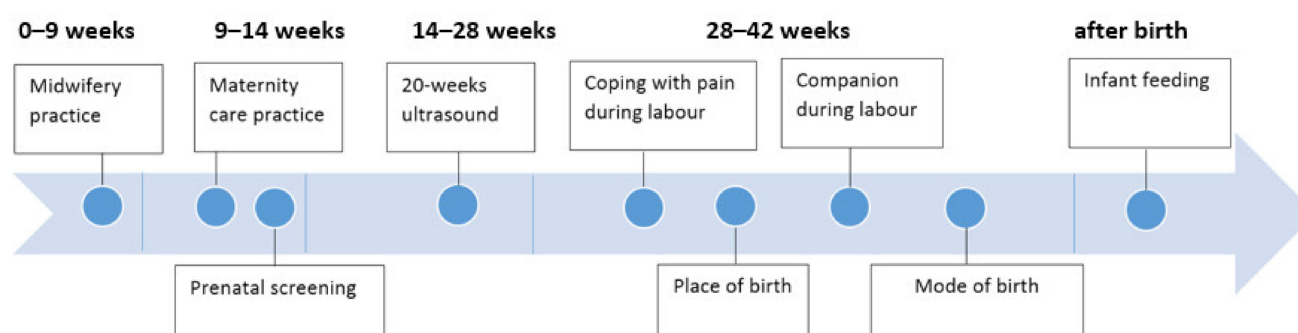 0–9 weeks
9–14 weeks
14–28 weeks
28–42 weeks
after birth
Midwifery
practice
Maternity
care practice
20-weeks
ultrasound
Coping with pain
during labour
Companion
during labour
Infant feeding
Prenatal screening
Place of birth
Mode of birth